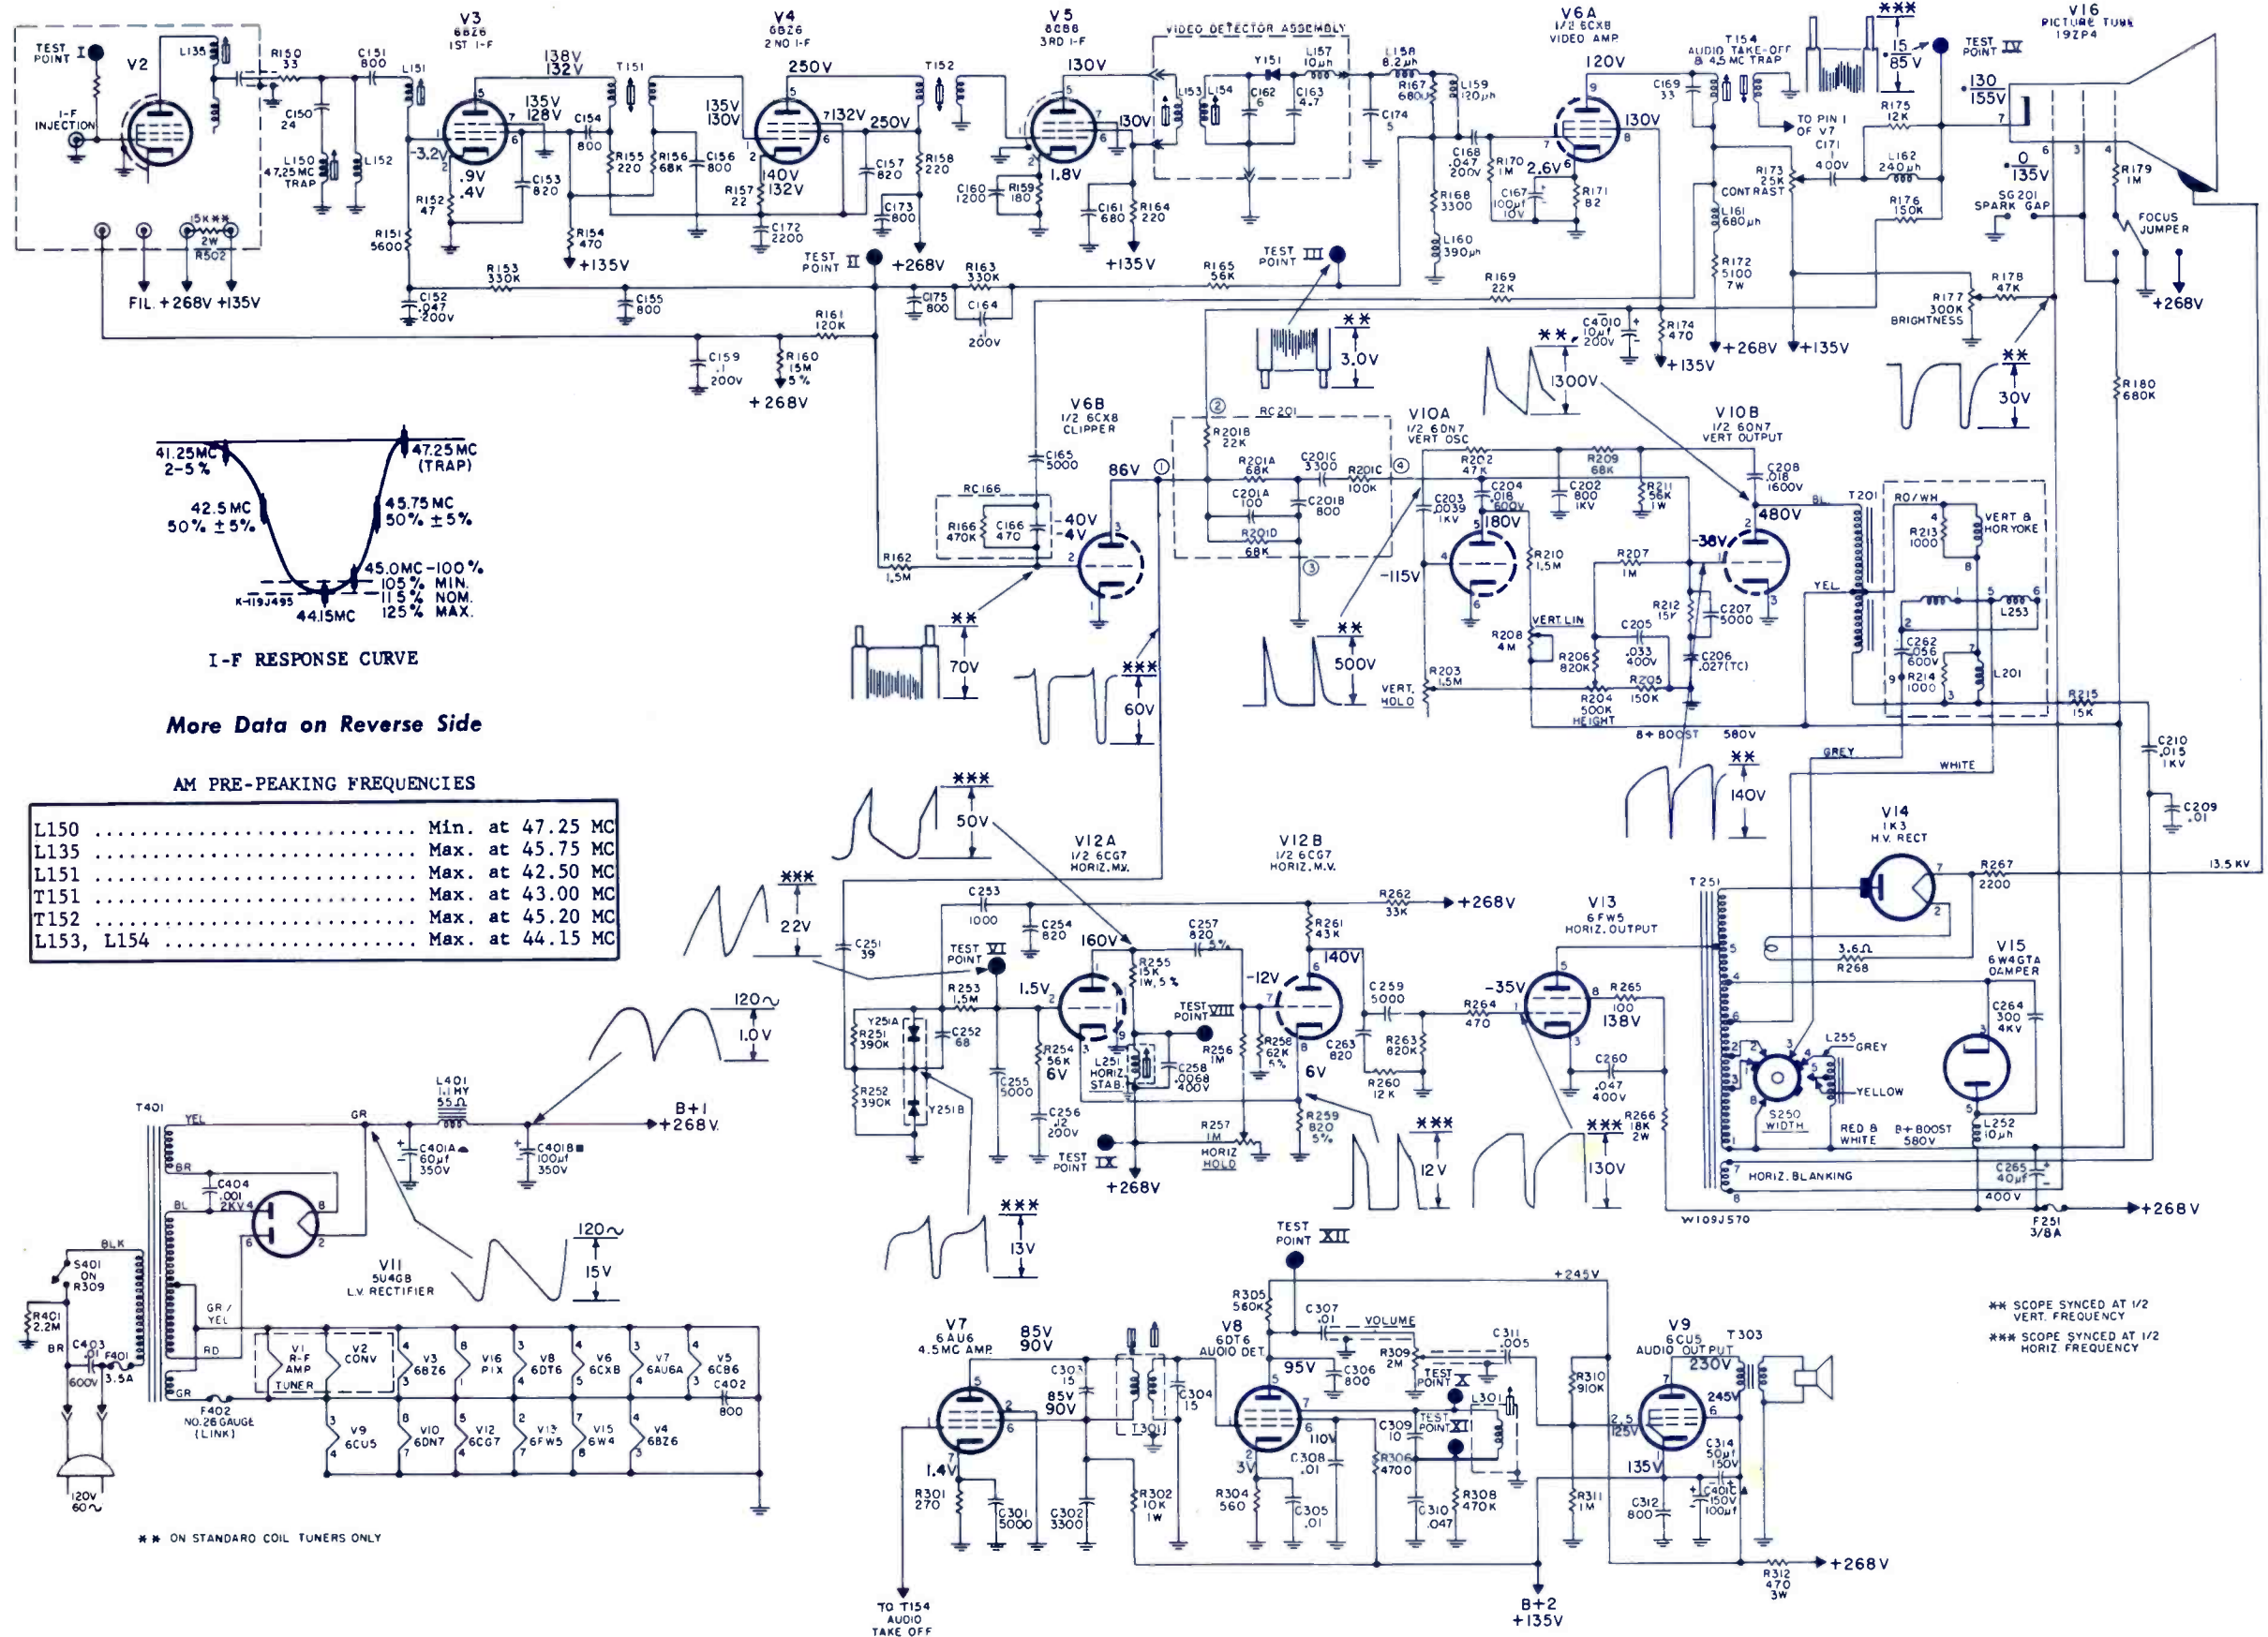 TEST
POINT I
I-F
INJECTION
V2
L135
R150
33
C151
800
C150
24
L150
47.25MC
TRAP
L152
L151
15K**
2W
R502
FIL. +268V +135V
V3
6BZ6
1ST I-F
138V
132V
135V
128V
-3.2V
.9V
.4V
R152
47
C153
820
R151
5600
R154
470
+135V
C154
800
T151
R155
220
R156
68K
C156
800
V4
6BZ6
2ND I-F
250V
135V
130V
132V
250V
140V
132V
R157
22
C172
2200
C157
820
C173
800
R158
220
T152
+268V
TEST
POINT II
V5
6CB6
3RD I-F
130V
130V
1.8V
C160
1200
R159
180
C161
680
R164
220
+135V
VIDEO DETECTOR ASSEMBLY
Y151
L157
10µh
L153
L154
C162
6
C163
4.7
L158
8.2µh
R167
680
L159
120µh
C174
5
C168
.047
200V
R170
1M
R168
3300
L160
390µh
V6A
1/2 6CX8
VIDEO AMP.
120V
130V
2.6V
C167
100µf
10V
R171
82
T154
AUDIO TAKE-OFF
& 4.5 MC TRAP
C169
33
***
15
85V
TEST
POINT IV
TO PIN 1
OF V7
C171
.1
400V
R175
12K
R173
25K
CONTRAST
L162
240µh
R176
150K
L161
680µh
R172
5100
7W
+268V
+135V
V16
PICTURE TUBE
19ZP4
.130
155V
0
135V
SG201
SPARK GAP
R179
1M
FOCUS
JUMPER
+268V
R178
47K
R177
300K
BRIGHTNESS
R180
680K
C152
.047
200V
R153
330K
C155
800
C175
800
R163
330K
C164
.1
200V
R165
56K
TEST
POINT III
R169
22K
C4010
10µf
200V
R174
470
+135V
R161
120K
C159
.1
200V
R160
15M
5%
+268V
**
3.0V
**
1300V
**
30V
41.25MC
2-5%
47.25MC
(TRAP)
42.5MC
50% ±5%
45.75MC
50% ±5%
45.0MC-100%
105% MIN.
115% NOM.
125% MAX.
K-119J495
44.15MC
I-F RESPONSE CURVE
More Data on Reverse Side
AM PRE-PEAKING FREQUENCIES
L150 ........................... Min. at 47.25 MC
L135 ........................... Max. at 45.75 MC
L151 ........................... Max. at 42.50 MC
T151 ........................... Max. at 43.00 MC
T152 ........................... Max. at 45.20 MC
L153, L154 ..................... Max. at 44.15 MC
V6B
1/2 6CX8
CLIPPER
C165
5000
86V
RC166
R166
470K
C166
470
-40V
-4V
R162
1.5M
**
70V
***
60V
RC201
R201B
22K
R201A
68K
C201C
3300
R201C
100K
C201A
100
C201B
800
R201D
68K
V10A
1/2 6DN7
VERT OSC
R202
47K
R209
68K
C203
.0039
1KV
C204
.018
600V
C202
800
1KV
R211
56K
1W
180V
-115V
R210
1.5M
VERT. LIN
R208
4M
R203
1.5M
VERT.
HOLD
**
500V
V10B
1/2 6DN7
VERT OUTPUT
C208
.018
1600V
480V
-38V
R207
1M
R212
C207
5000
C205
.033
400V
C206
.027(TC)
R206
820K
R204
500K
HEIGHT
R205
150K
B+BOOST 580V
BL.
T201
YEL.
RD/WH
R213
1000
VERT &
HOR YOKE
L253
C262
.056
600V
R214
1000
L201
R215
15K
GREY
WHITE
C210
.015
1KV
C209
.01
**
140V
***
50V
***
22V
V12A
1/2 6CG7
HORIZ. M.V.
V12B
1/2 6CG7
HORIZ. M.V.
C253
1000
C254
820
C257
820
5%
R262
33K
+268V
R261
43K
C251
39
TEST
POINT VI
160V
R255
15K
1W, 5%
140V
-12V
R253
1.5M
1.5V
Y251A
R251
390K
C252
68
R252
390K
Y251B
C255
5000
R254
56K
6V
C256
.12
200V
L251
HORIZ
STAB.
C258
.0068
400V
TEST
POINT VIII
R256
1M
R258
62K
5%
6V
C263
820
C259
5000
R263
820K
R260
12K
R259
820
5%
R257
1M
HORIZ
HOLD
TEST
POINT IX
+268V
***
13V
***
12V
***
130V
V13
6FW5
HORIZ. OUTPUT
-35V
R264
470
R265
100
138V
C260
.047
400V
R266
18K
2W
V14
1K3
H.V. RECT
R267
2200
13.5 KV
T251
3.6Ω
R268
V15
6W4GTA
DAMPER
C264
300
4KV
L255
GREY
YELLOW
S250
WIDTH
RED &
WHITE
B+BOOST
580V
L252
10µh
C265
40µf
400V
HORIZ. BLANKING
W109J570
F251
3/8A
+268V
120~
1.0V
T401
YEL
GR
L401
1.1 HY
55Ω
B+1
+268V.
C401A
60µf
350V
C401B
100µf
350V
BR
C404
.001
2KV
BL
V11
5U4GB
L.V. RECTIFIER
120~
15V
BLK
S401
ON
R309
R401
2.2M
BR
C403
.01
600V
F401
3.5A
GR/
YEL
RD
GR
F402
NO. 26 GAUGE
(LINK)
120V
60~
V1
R-F
AMP
V2
CONV
TUNER
V3
6BZ6
V16
PIX
V8
6DT6
V6
6CX8
V7
6AU6A
V5
6CB6
C402
800
V9
6CU5
V10
6DN7
V12
6CG7
V13
6FW5
V15
6W4
V4
6BZ6
** ON STANDARD COIL TUNERS ONLY
V7
6AU6
4.5MC AMP.
85V
90V
85V
90V
C303
15
T301
C304
15
1.4V
R301
270
C301
5000
C302
3300
R302
10K
1W
TO T154
AUDIO
TAKE OFF
TEST
POINT XII
R305
560K
C307
.01
VOLUME
R309
2M
C311
.005
V8
6DT6
AUDIO DET.
95V
C306
800
110V
3V
R304
560
C305
.01
C308
.01
R306
4700
TEST
POINT X
TEST
POINT XI
L301
C309
10
C310
.047
R308
470K
+245V
R310
910K
R311
1M
V9
6CU5
AUDIO OUTPUT
230V
T303
245V
2.5
125V
135V
C314
50µf
150V
C312
800
C401C
150V
100µf
R312
470
3W
+268V
B+2
+135V
** SCOPE SYNCED AT 1/2
VERT. FREQUENCY
*** SCOPE SYNCED AT 1/2
HORIZ. FREQUENCY